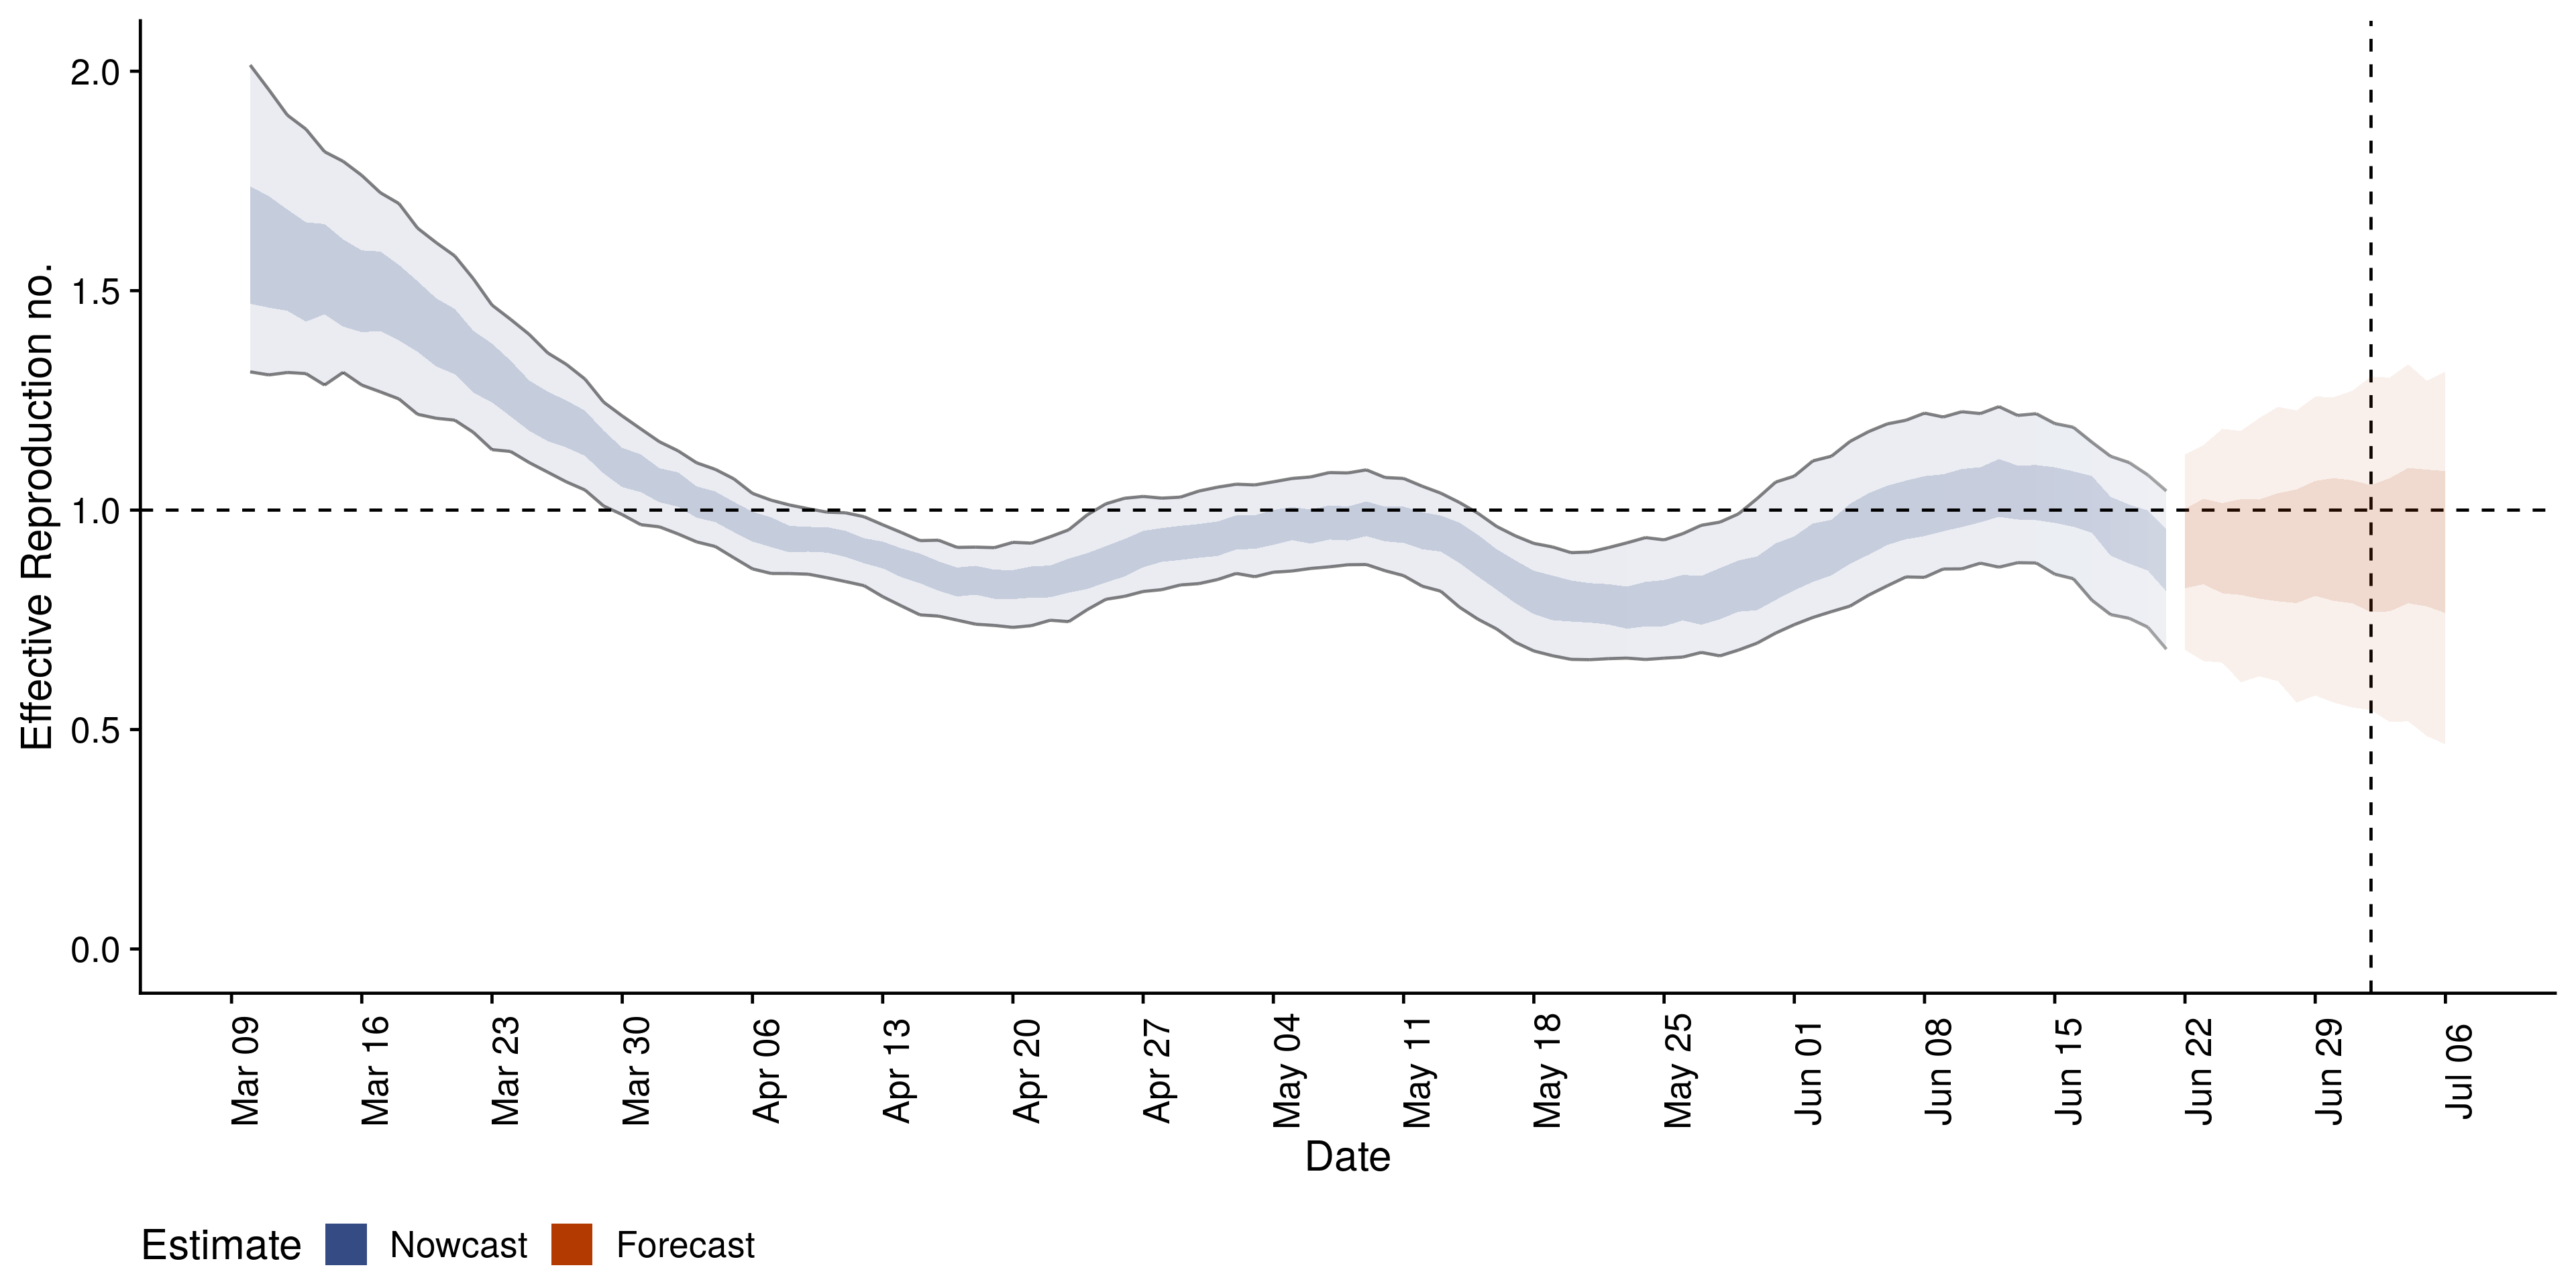 Effective Reproduction no.
2.0
1.5
1.0
0.5
0.0
Mar 09
Mar 16
Mar 23
Mar 30
Apr 06
Apr 13
Apr 20
Apr 27
May 04
May 11
May 18
May 25
Jun 01
Jun 08
Jun 15
Jun 22
Jun 29
Jul 06
Date
Estimate Nowcast Forecast